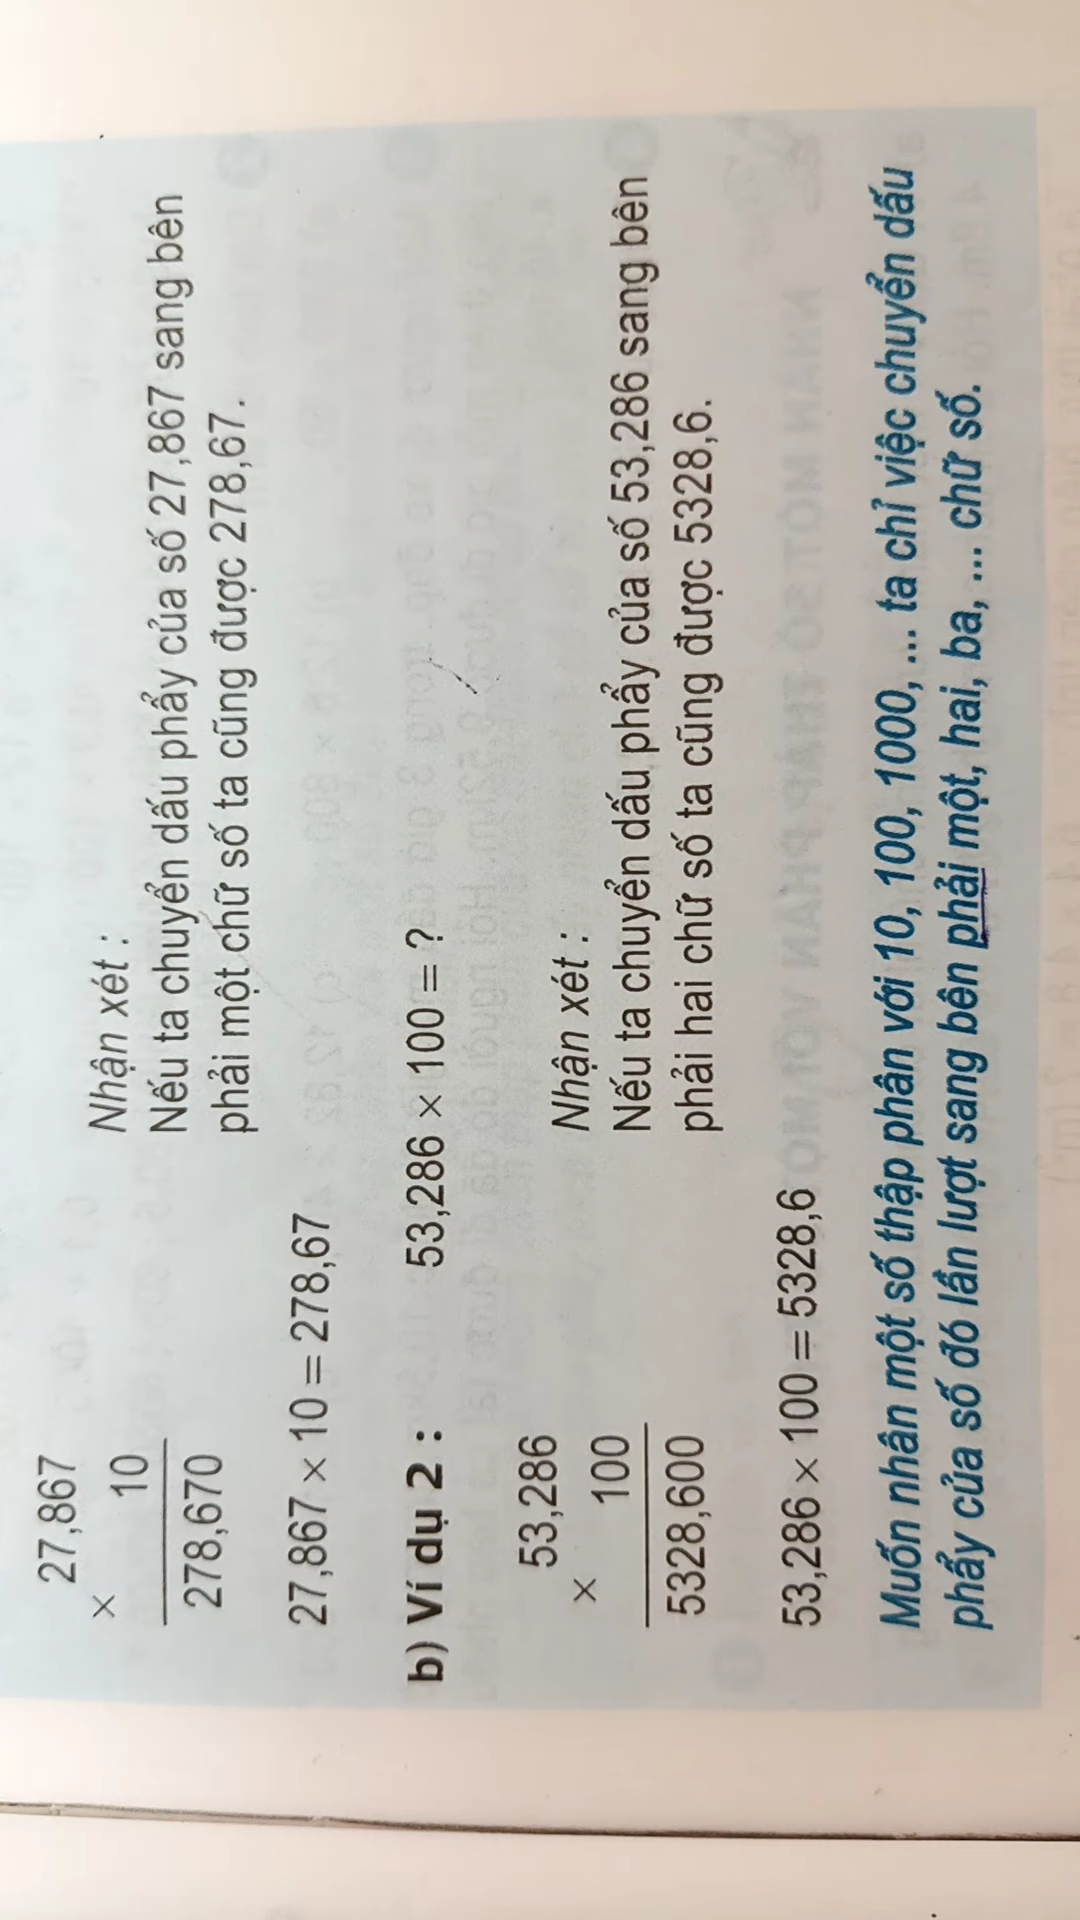 27,867
×
10
278,670
Nhận xét :
Nếu ta chuyển dấu phẩy của số 27,867 sang bên
phải một chữ số ta cũng được 278,67.
27,867 × 10 = 278,67
b) Ví dụ 2 : 53,286 × 100 = ?
53,286
×
100
5328,600
Nhận xét :
Nếu ta chuyển dấu phẩy của số 53,286 sang bên
phải hai chữ số ta cũng được 5328,6.
53,286 × 100 = 5328,6
Muốn nhân một số thập phân với 10, 100, 1000, ... ta chỉ việc chuyển dấu
phẩy của số đó lần lượt sang bên phải một, hai, ba, ... chữ số.